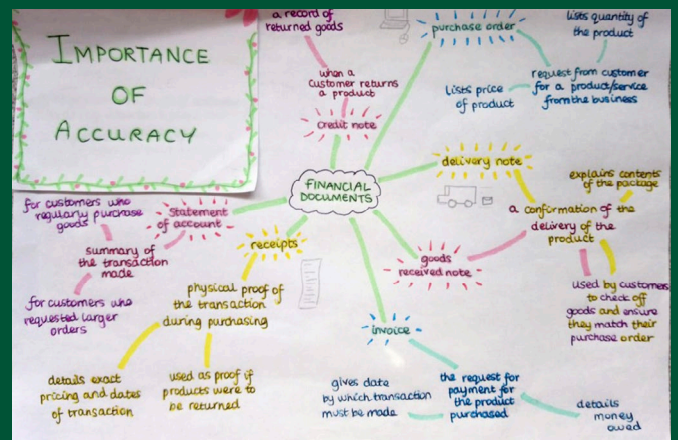 IMPORTANCE
OF
ACCURACY
a record of
returned goods
when a
customer returns
a product
credit note
purchase order
lists quantity of
the product
request from customer
for a product/service
from the business
lists price
of product
FINANCIAL
DOCUMENTS
delivery note
explains contents
of the package
a confirmation of the
delivery of the
product
used by customers
to check off
goods and ensure
they match their
purchase order
goods
received note
for customers who
regularly purchase
goods
statement
of account
summary of
the transaction
made
for customers who
requested larger
orders
receipts
physical proof of
the transaction
during purchasing
details exact
pricing and dates
of transaction
used as proof if
products were to
be returned
invoice
the request for
payment for
the product
purchased
gives date
by which transaction
must be made
details
money
owed